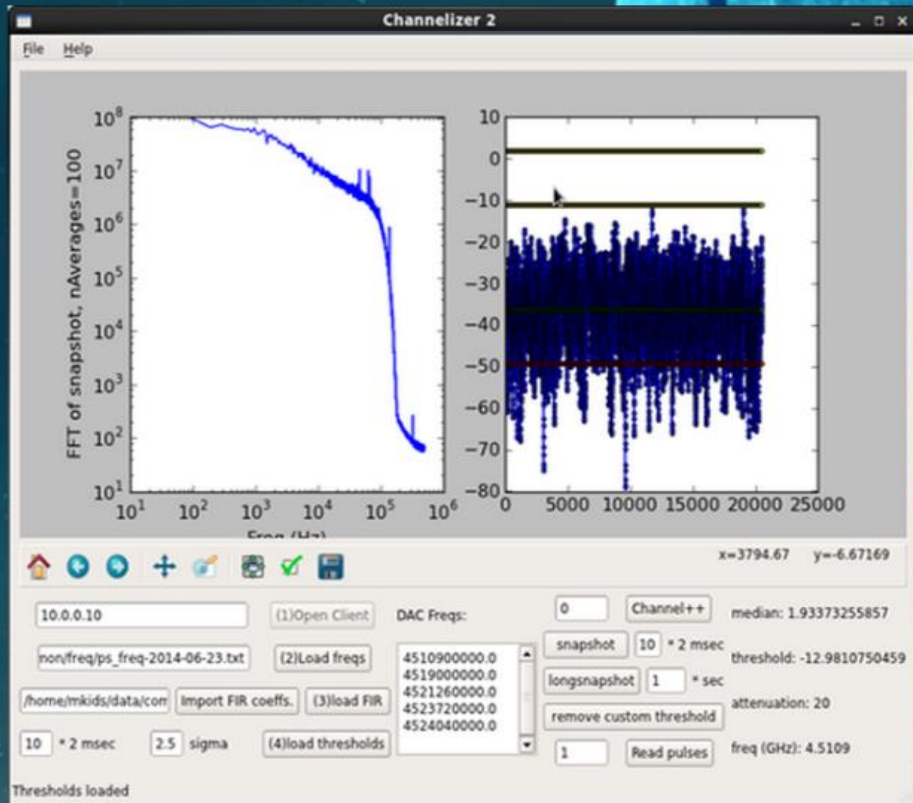 Channelizer 2
File Help
FFT of snapshot, nAverages=100
10^8
10^7
10^6
10^5
10^4
10^3
10^2
10^1
10^1 10^2 10^3 10^4 10^5 10^6
Freq (Hz)
10
0
−10
−20
−30
−40
−50
−60
−70
−80
0 5000 10000 15000 20000 25000
x=3794.67 y=-6.67169
10.0.0.10
(1)Open Client
non/freq/ps_freq-2014-06-23.txt
(2)Load freqs
/home/mkids/data/com
Import FIR coeffs.
(3)load FIR
10 * 2 msec
2.5 sigma
(4)load thresholds
DAC Freqs:
4510900000.0
4519000000.0
4521260000.0
4523720000.0
4524040000.0
0 Channel++
snapshot 10 * 2 msec
longsnapshot 1 * sec
remove custom threshold
1 Read pulses
median: 1.93373255857
threshold: -12.9810750459
attenuation: 20
freq (GHz): 4.5109
Thresholds loaded